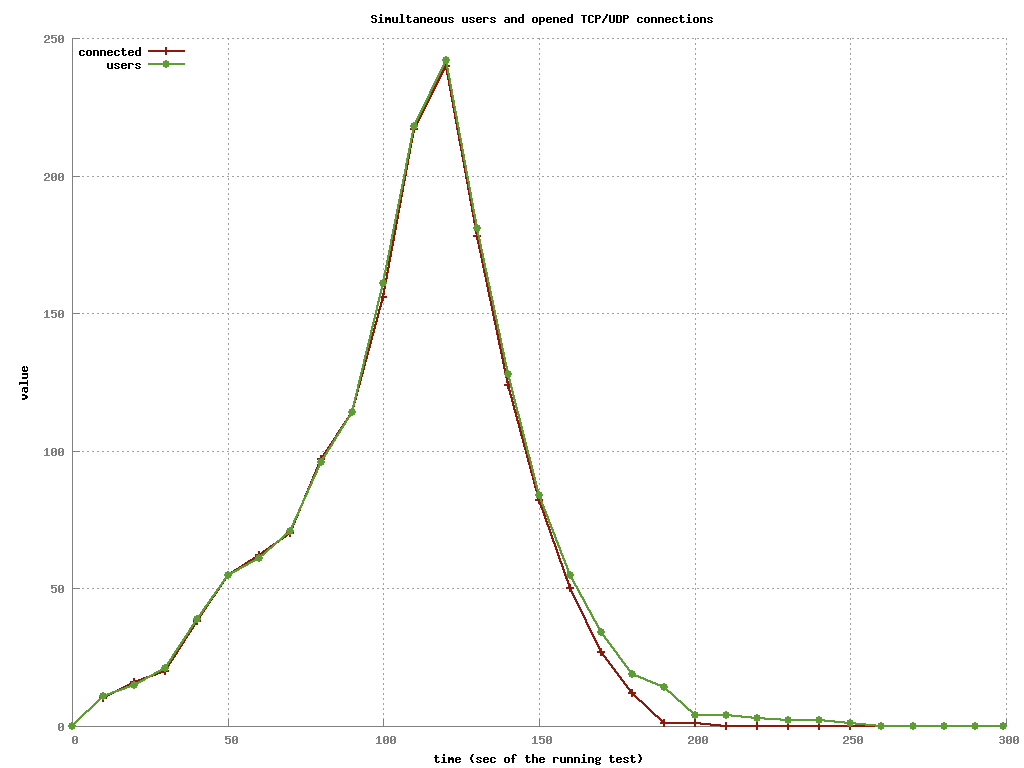 Simultaneous users and opened TCP/UDP connections
250
connected
users
200
150
value
100
50
0
0 50 100 150 200 250 300
time (sec of the running test)